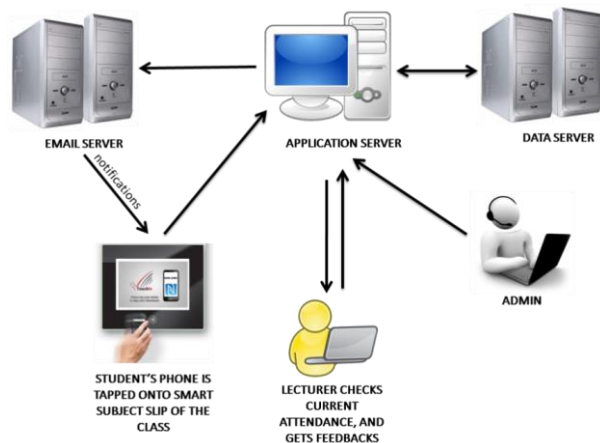 EMAIL SERVER
APPLICATION SERVER
DATA SERVER
notifications
ADMIN
STUDENT'S PHONE IS
TAPPED ONTO SMART
SUBJECT SLIP OF THE
CLASS
LECTURER CHECKS
CURRENT
ATTENDANCE, AND
GETS FEEDBACKS